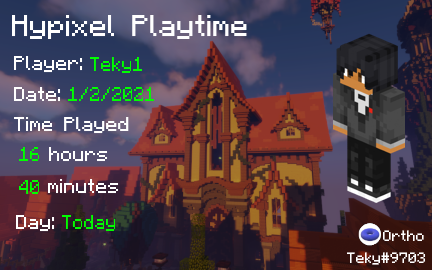 Hypixel Playtime
Player: Teky1
Date: 1/2/2021
Time Played
16 hours
40 minutes
Day: Today
Ortho
Teky#9703